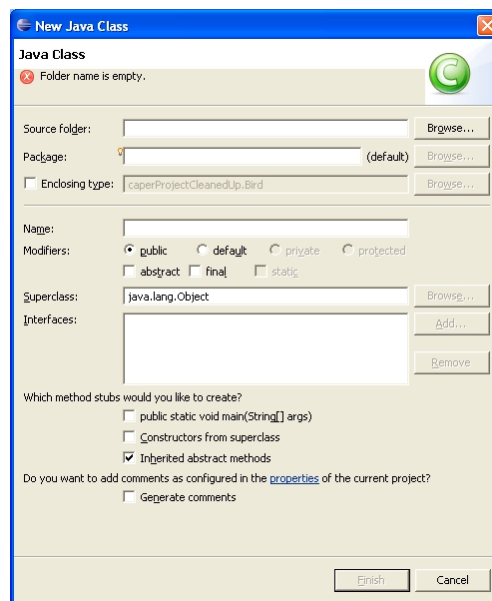 New Java Class
Java Class
Folder name is empty.
Source folder: Browse...
Package: (default) Browse...
Enclosing type: caperProjectCleanedUp.Bird Browse...
Name:
Modifiers: public default private protected
abstract final static
Superclass: java.lang.Object Browse...
Interfaces: Add...
Remove
Which method stubs would you like to create?
public static void main(String[] args)
Constructors from superclass
Inherited abstract methods
Do you want to add comments as configured in the properties of the current project?
Generate comments
Finish Cancel